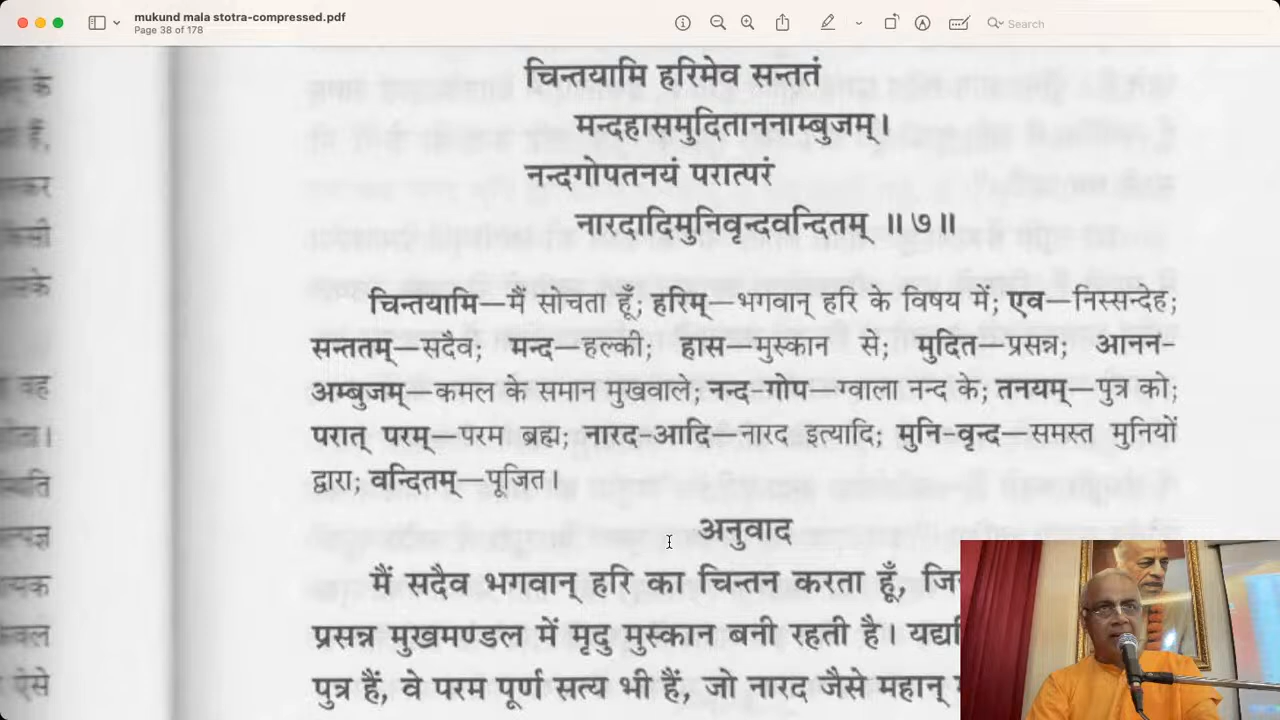 mukund mala stotra-compressed.pdf
Page 38 of 178
Search
चिन्तयामि हरिमेव सन्ततं
मन्दहासमुदिताननाम्बुजम्।
नन्दगोपतनयं परात्परं
नारदादिमुनिवृन्दवन्दितम् ॥७॥
चिन्तयामि—मैं सोचता हूँ; हरिम्—भगवान् हरि के विषय में; एव—निस्सन्देह;
सन्ततम्—सदैव; मन्द—हल्की; हास—मुस्कान से; मुदित—प्रसन्न; आनन-
अम्बुजम्—कमल के समान मुखवाले; नन्द-गोप—ग्वाला नन्द के; तनयम्—पुत्र को;
परात् परम्—परम ब्रह्म; नारद-आदि—नारद इत्यादि; मुनि-वृन्द—समस्त मुनियों
द्वारा; वन्दितम्—पूजित।
अनुवाद
मैं सदैव भगवान् हरि का चिन्तन करता हूँ,
प्रसन्न मुखमण्डल में मृदु मुस्कान बनी रहती है।
पुत्र हैं, वे परम पूर्ण सत्य भी हैं, जो नारद जैसे महान्